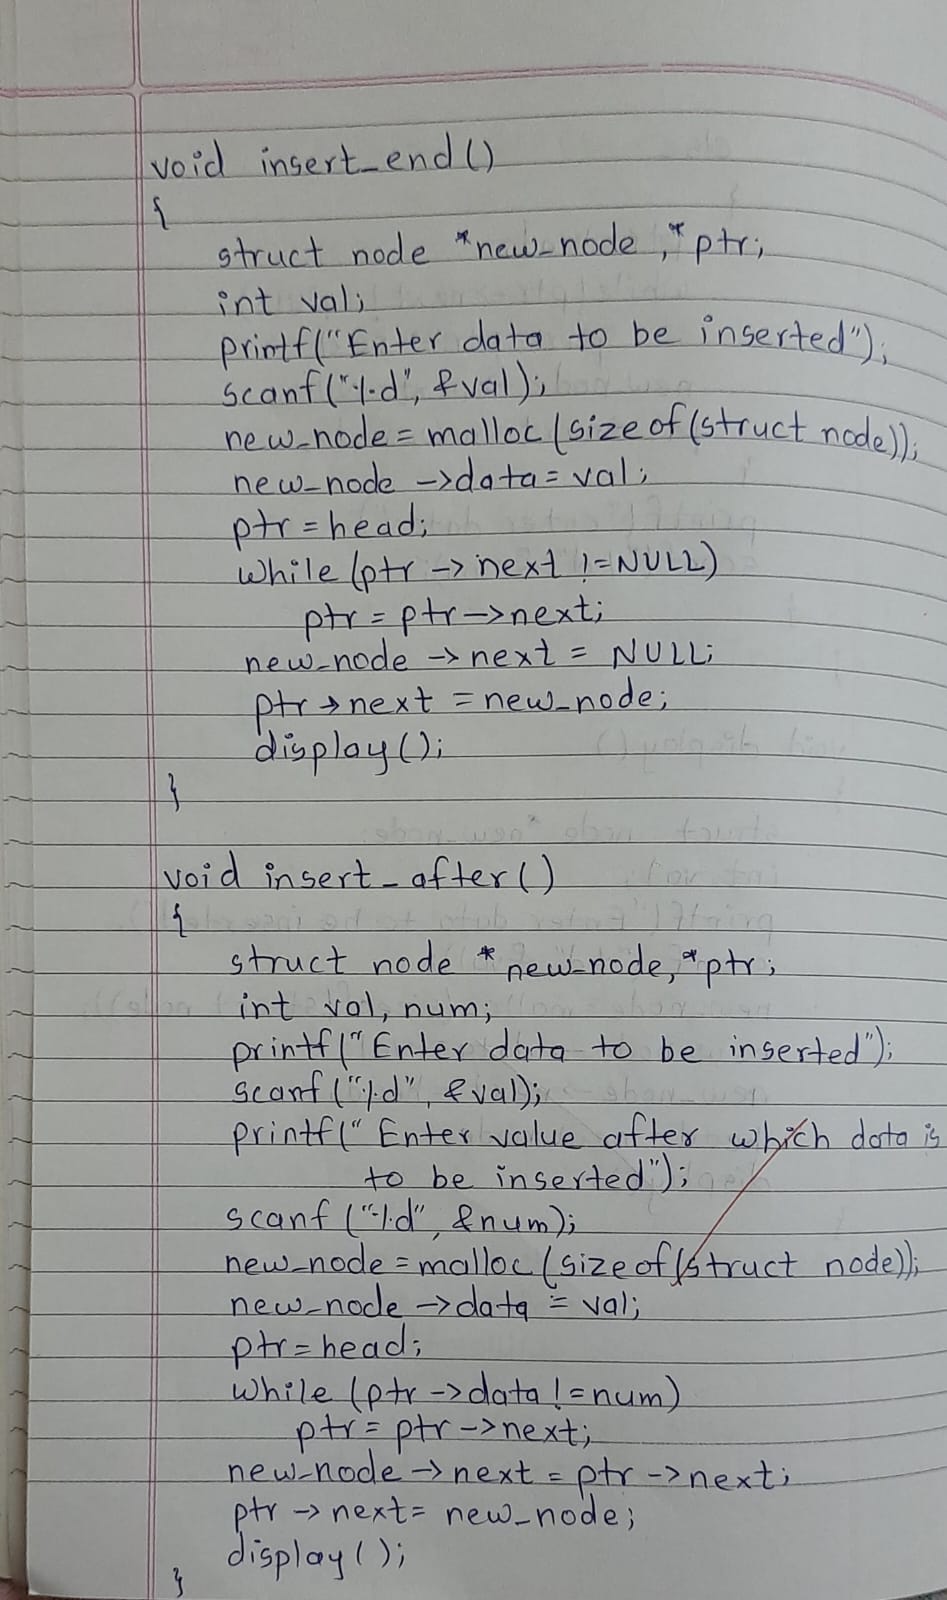 void insert_end()
{
struct node *new_node, *ptr;
int val;
printf("Enter data to be inserted");
scanf("%d", &val);
new_node = malloc(sizeof(struct node));
new_node ->data = val;
ptr = head;
while (ptr -> next != NULL)
ptr = ptr->next;
new_node -> next = NULL;
ptr -> next = new_node;
display();
}
void insert_after()
{
struct node *new_node, *ptr;
int val, num;
printf("Enter data to be inserted");
scanf("%d", &val);
printf("Enter value after which data is
to be inserted");
scanf("%d", &num);
new_node = malloc(sizeof(struct node));
new_node ->data = val;
ptr = head;
while (ptr ->data != num)
ptr = ptr ->next;
new_node -> next = ptr -> next;
ptr -> next = new_node;
display();
}